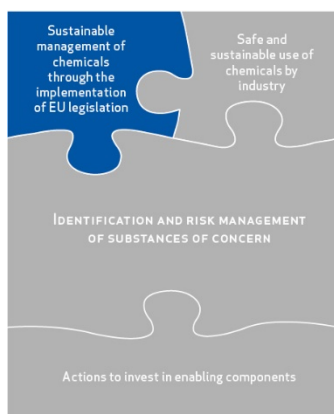 Sustainable
management of
chemicals
through the
implementation
of EU legislation
Safe and
sustainable use of
chemicals by
industry
IDENTIFICATION AND RISK MANAGEMENT
OF SUBSTANCES OF CONCERN
Actions to invest in enabling components